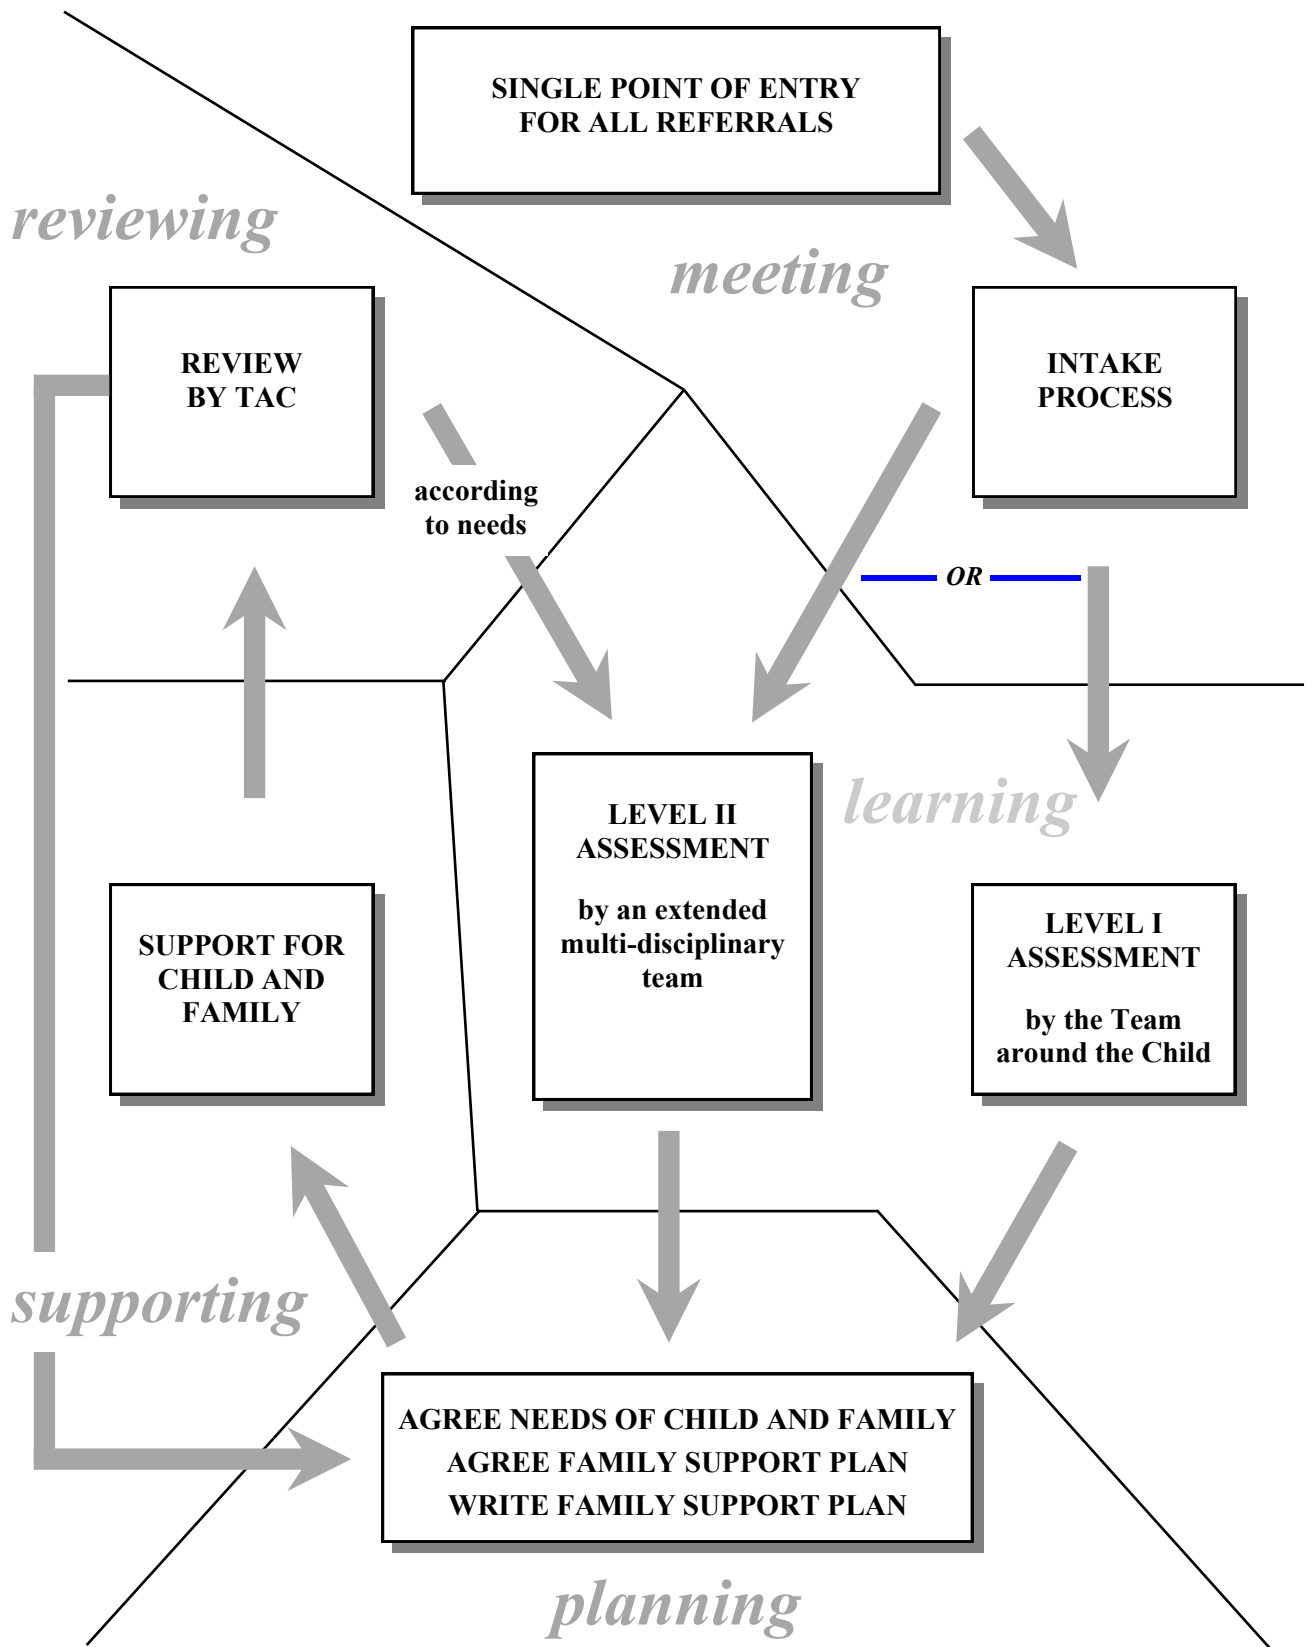 SINGLE POINT OF ENTRY
FOR ALL REFERRALS
reviewing
meeting
REVIEW
BY TAC
INTAKE
PROCESS
according
to needs
OR
learning
LEVEL II
ASSESSMENT
by an extended
multi-disciplinary
team
LEVEL I
ASSESSMENT
by the Team
around the Child
SUPPORT FOR
CHILD AND
FAMILY
supporting
AGREE NEEDS OF CHILD AND FAMILY
AGREE FAMILY SUPPORT PLAN
WRITE FAMILY SUPPORT PLAN
planning